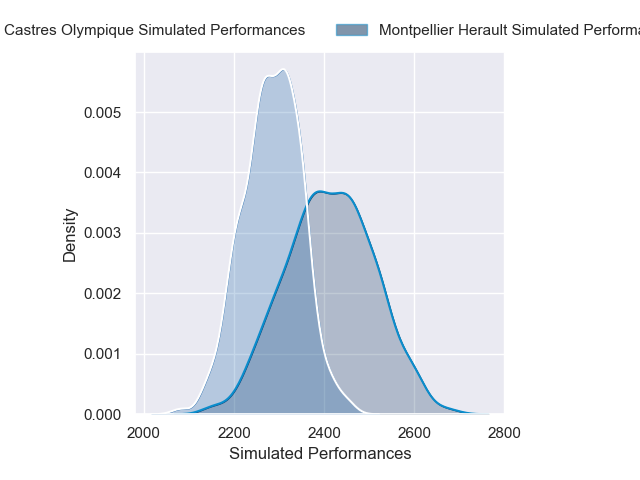 Castres Olympique Simulated Performances
Montpellier Herault Simulated Performa
0.005
0.004
0.003
0.002
0.001
0.000
Density
2000 2200 2400 2600 2800
Simulated Performances